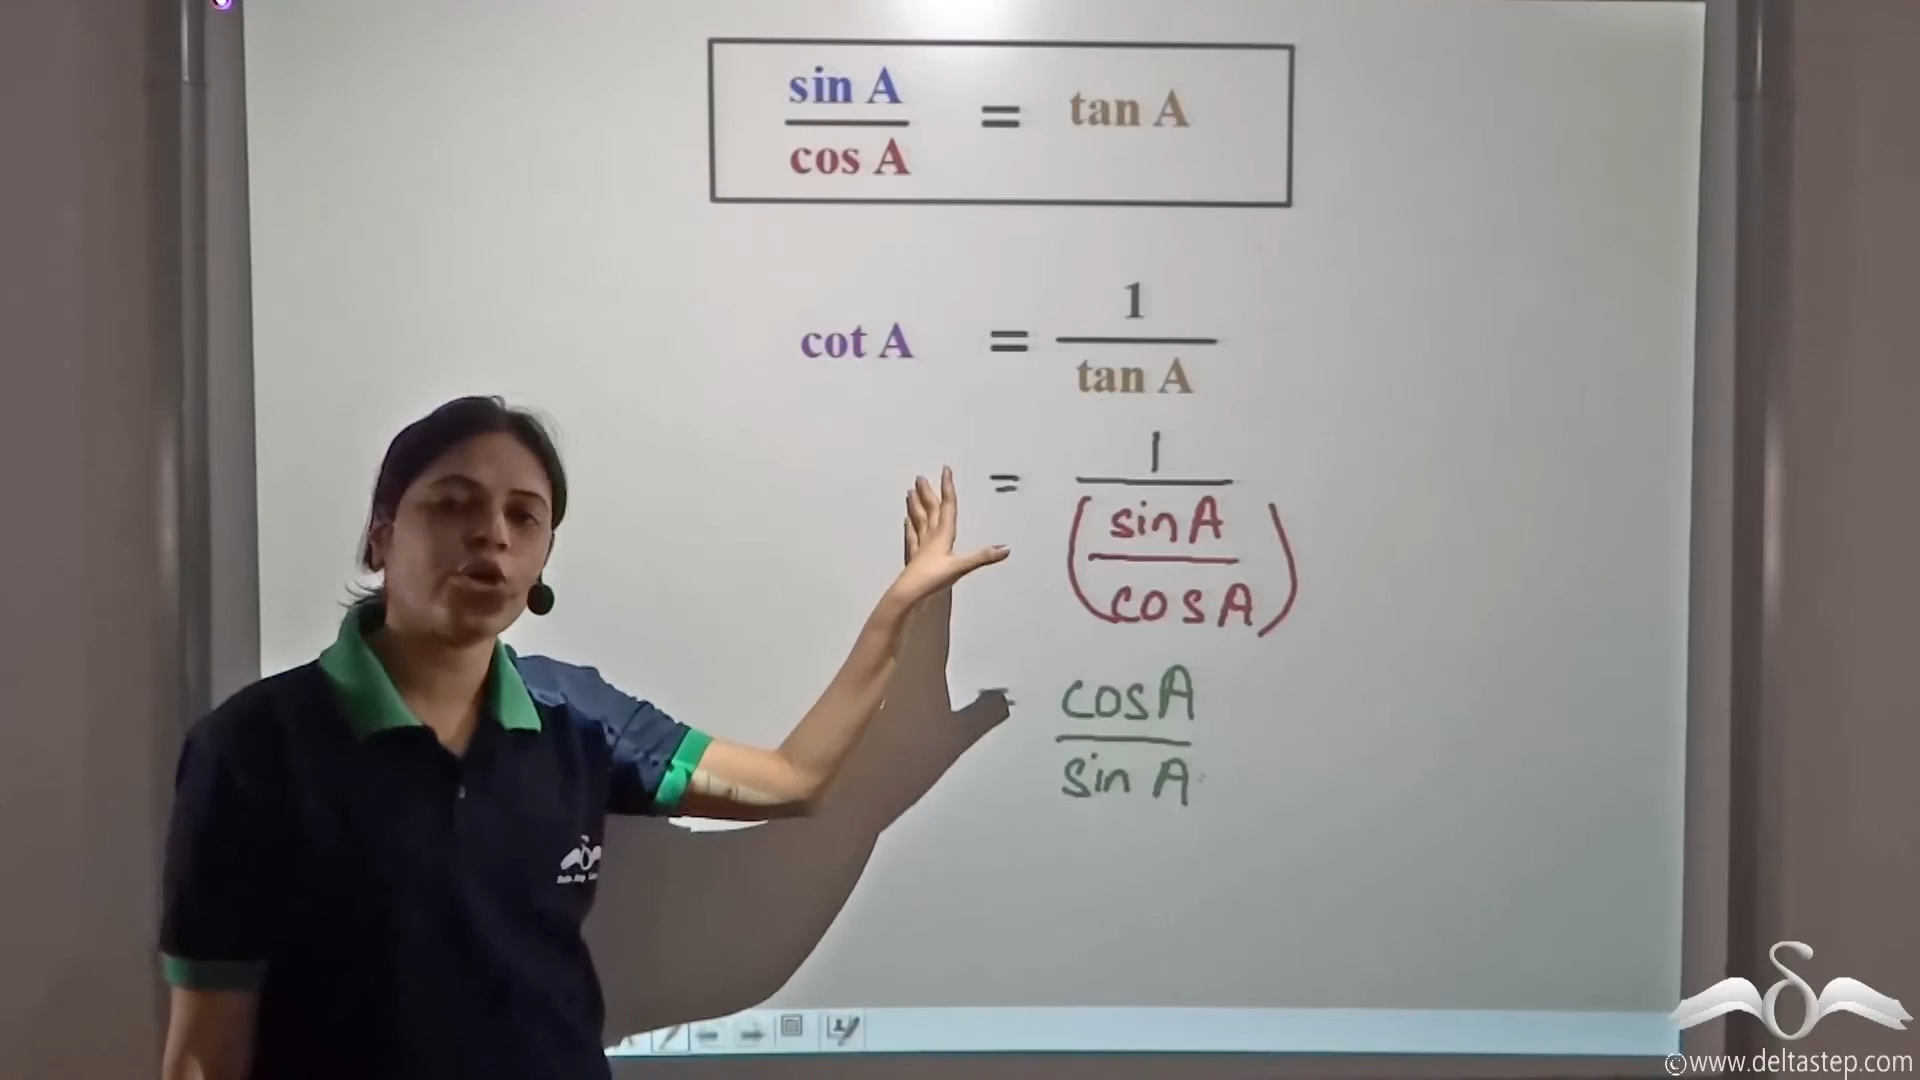 sin A
cos A
= tan A
cot A = 1
tan A
= 1
(sin A
cos A)
= cos A
sin A
©www.deltastep.com